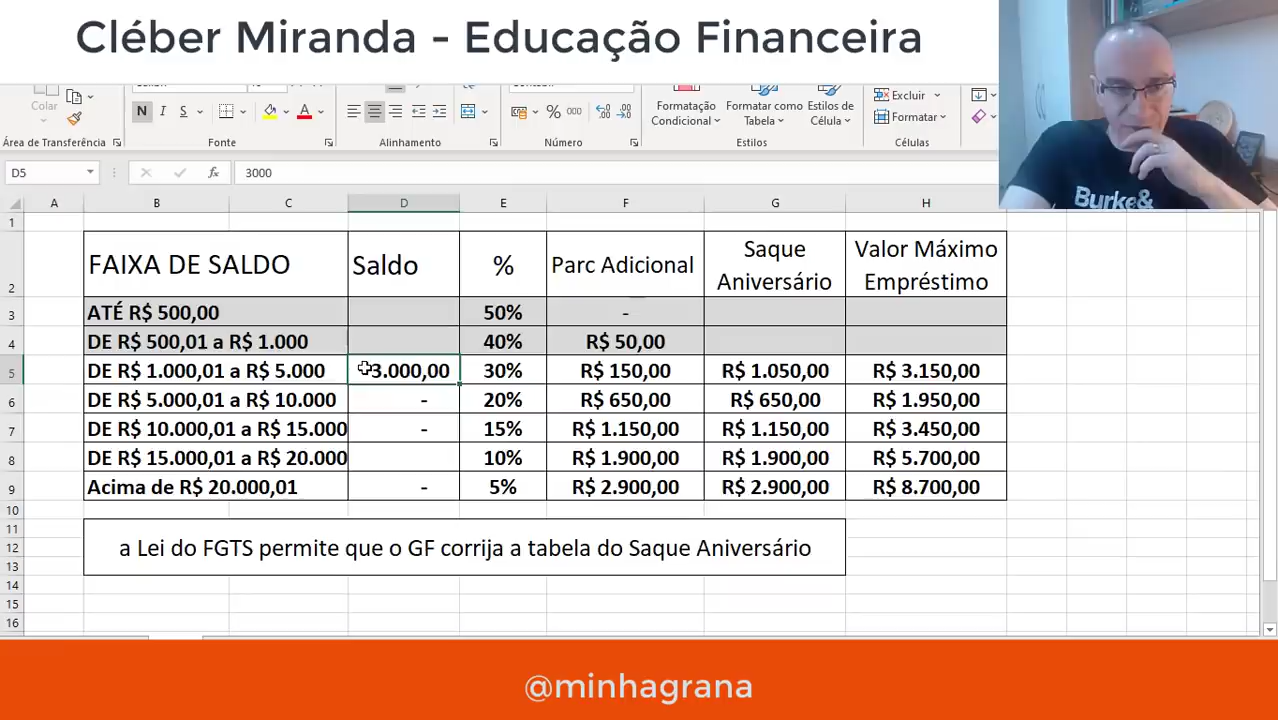 Cléber Miranda - Educação Financeira
Colar
N I S
% 000
Formatação Condicional
Formatar como Tabela
Estilos de Célula
Excluir
Formatar
Área de Transferência
Fonte
Alinhamento
Número
Estilos
Células
D5
fx
3000
A B C D E F G H
1
2 FAIXA DE SALDO Saldo % Parc Adicional Saque Aniversário Valor Máximo Empréstimo
3 ATÉ R$ 500,00 50% -
4 DE R$ 500,01 a R$ 1.000 40% R$ 50,00
5 DE R$ 1.000,01 a R$ 5.000 3.000,00 30% R$ 150,00 R$ 1.050,00 R$ 3.150,00
6 DE R$ 5.000,01 a R$ 10.000 - 20% R$ 650,00 R$ 650,00 R$ 1.950,00
7 DE R$ 10.000,01 a R$ 15.000 - 15% R$ 1.150,00 R$ 1.150,00 R$ 3.450,00
8 DE R$ 15.000,01 a R$ 20.000 10% R$ 1.900,00 R$ 1.900,00 R$ 5.700,00
9 Acima de R$ 20.000,01 - 5% R$ 2.900,00 R$ 2.900,00 R$ 8.700,00
10
11
12 a Lei do FGTS permite que o GF corrija a tabela do Saque Aniversário
13
14
15
16
Burke&
@minhagrana